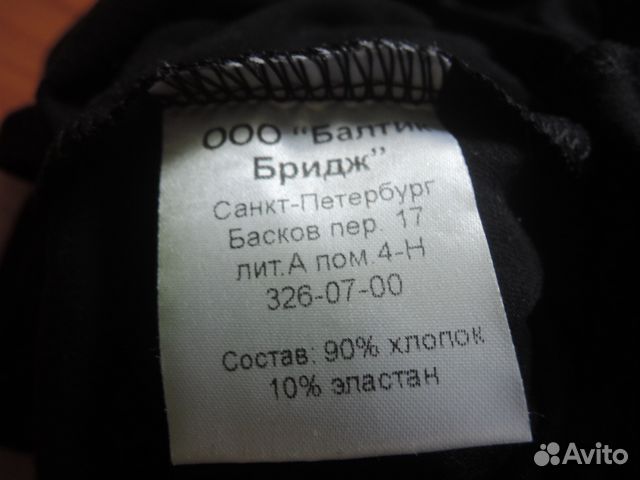 ООО "Балтик
Бридж"
Санкт-Петербург
Басков пер. 17
лит.А пом.4-Н
326-07-00
Состав: 90% хлопок
10% эластан
Avito